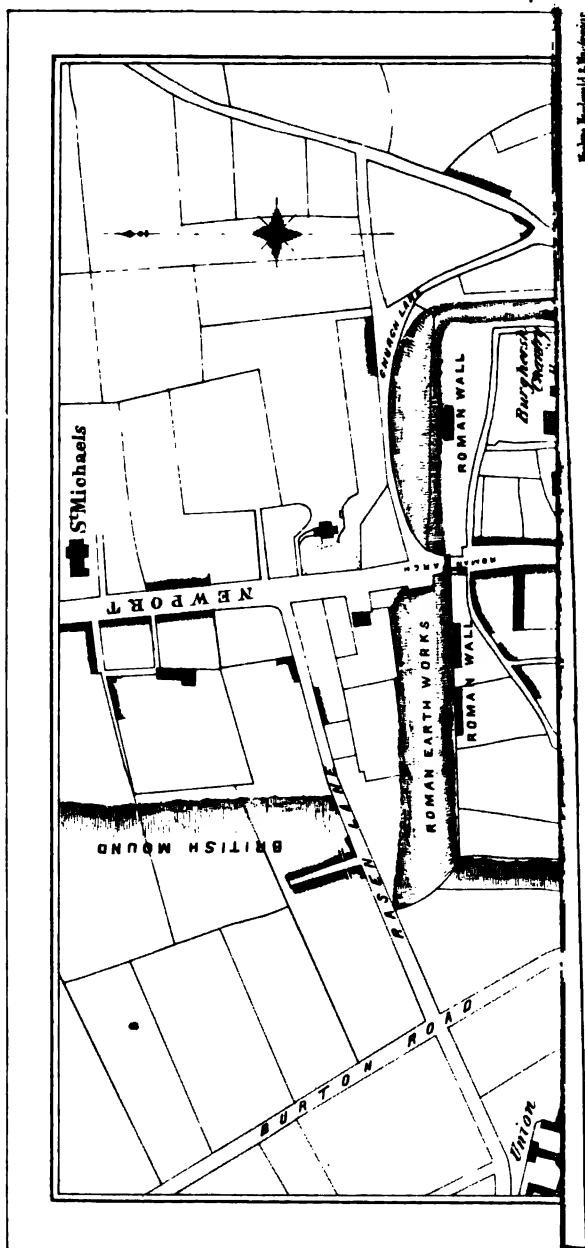 St Michaels
NEWPORT
CHURCH LANE
ROMAN WALL
Burghersh
Chantry
ROMAN
ARCH
ROMAN EARTH WORKS
ROMAN WALL
RASEN LANE
BRITISH MOUND
BURTON ROAD
Union